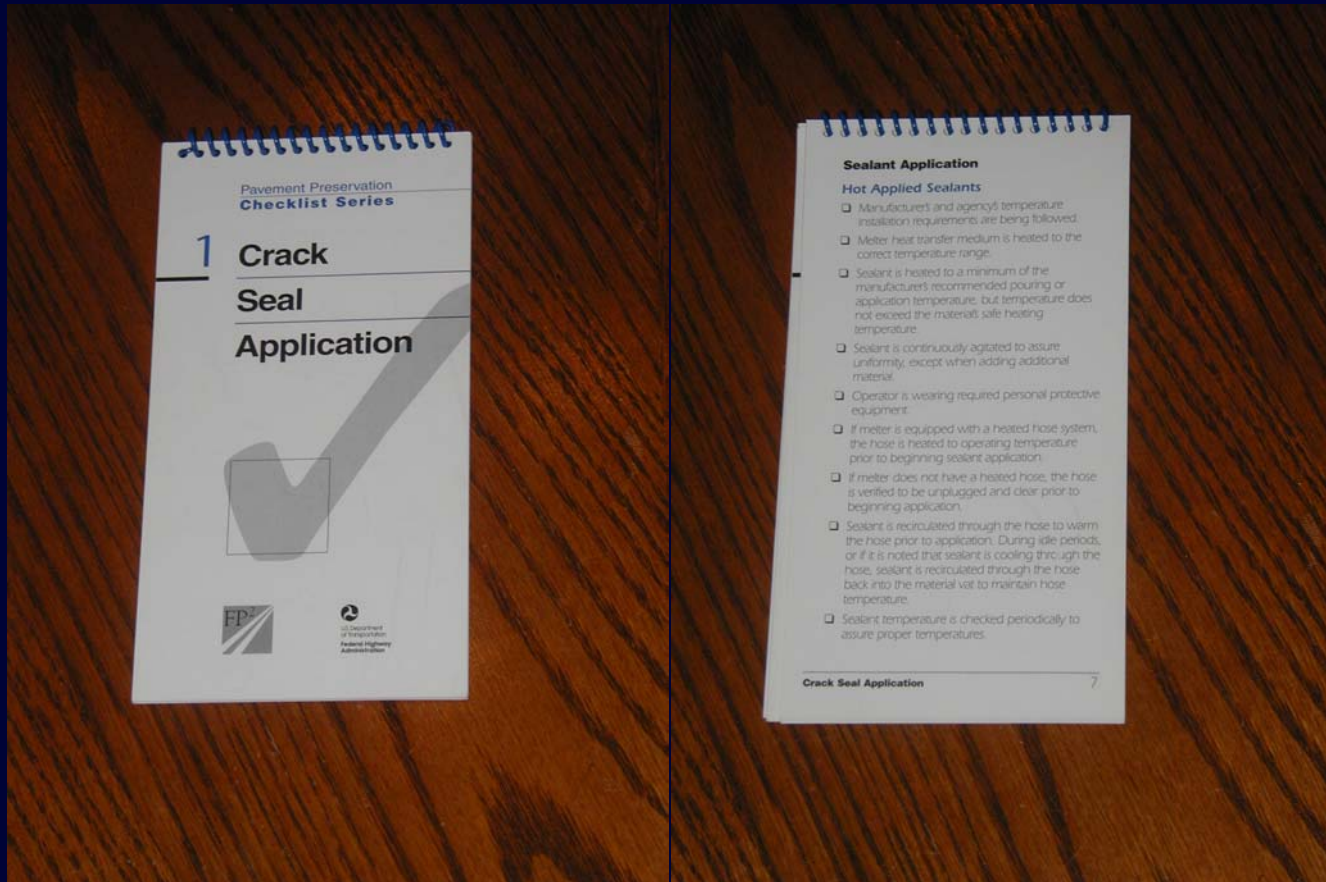 Pavement Preservation
Checklist Series
1 Crack
Seal
Application
FP2
U.S. Department
of Transportation
Federal Highway
Administration
Sealant Application
Hot Applied Sealants
❑ Manufacturer's and agency's temperature
installation requirements are being followed.
❑ Melter heat transfer medium is heated to the
correct temperature range.
❑ Sealant is heated to a minimum of the
manufacturer's recommended pouring or
application temperature, but temperature does
not exceed the material's safe heating
temperature.
❑ Sealant is continuously agitated to assure
uniformity, except when adding additional
material.
❑ Operator is wearing required personal protective
equipment.
❑ If melter is equipped with a heated hose system,
the hose is heated to operating temperature
prior to beginning sealant application.
❑ If melter does not have a heated hose, the hose
is verified to be unplugged and clear prior to
beginning application.
❑ Sealant is recirculated through the hose to warm
the hose prior to application. During idle periods,
or if it is noted that sealant is cooling through the
hose, sealant is recirculated through the hose
back into the material vat to maintain hose
temperature.
❑ Sealant temperature is checked periodically to
assure proper temperatures.
Crack Seal Application 7